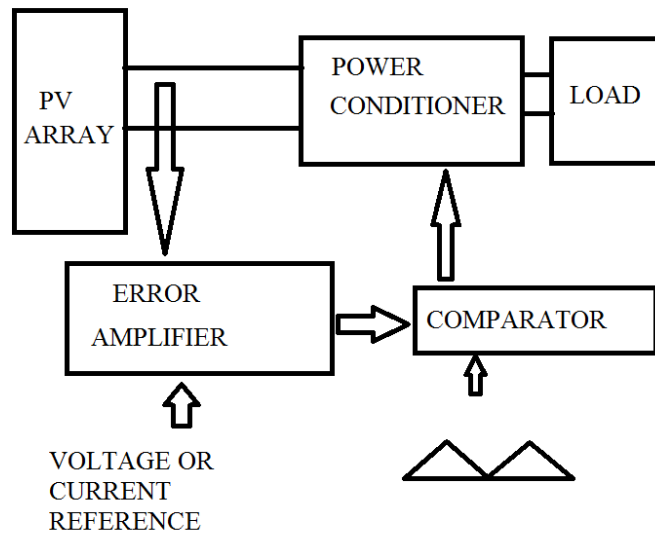 PV
ARRAY
POWER
CONDITIONER
LOAD
ERROR
AMPLIFIER
COMPARATOR
VOLTAGE OR
CURRENT
REFERENCE